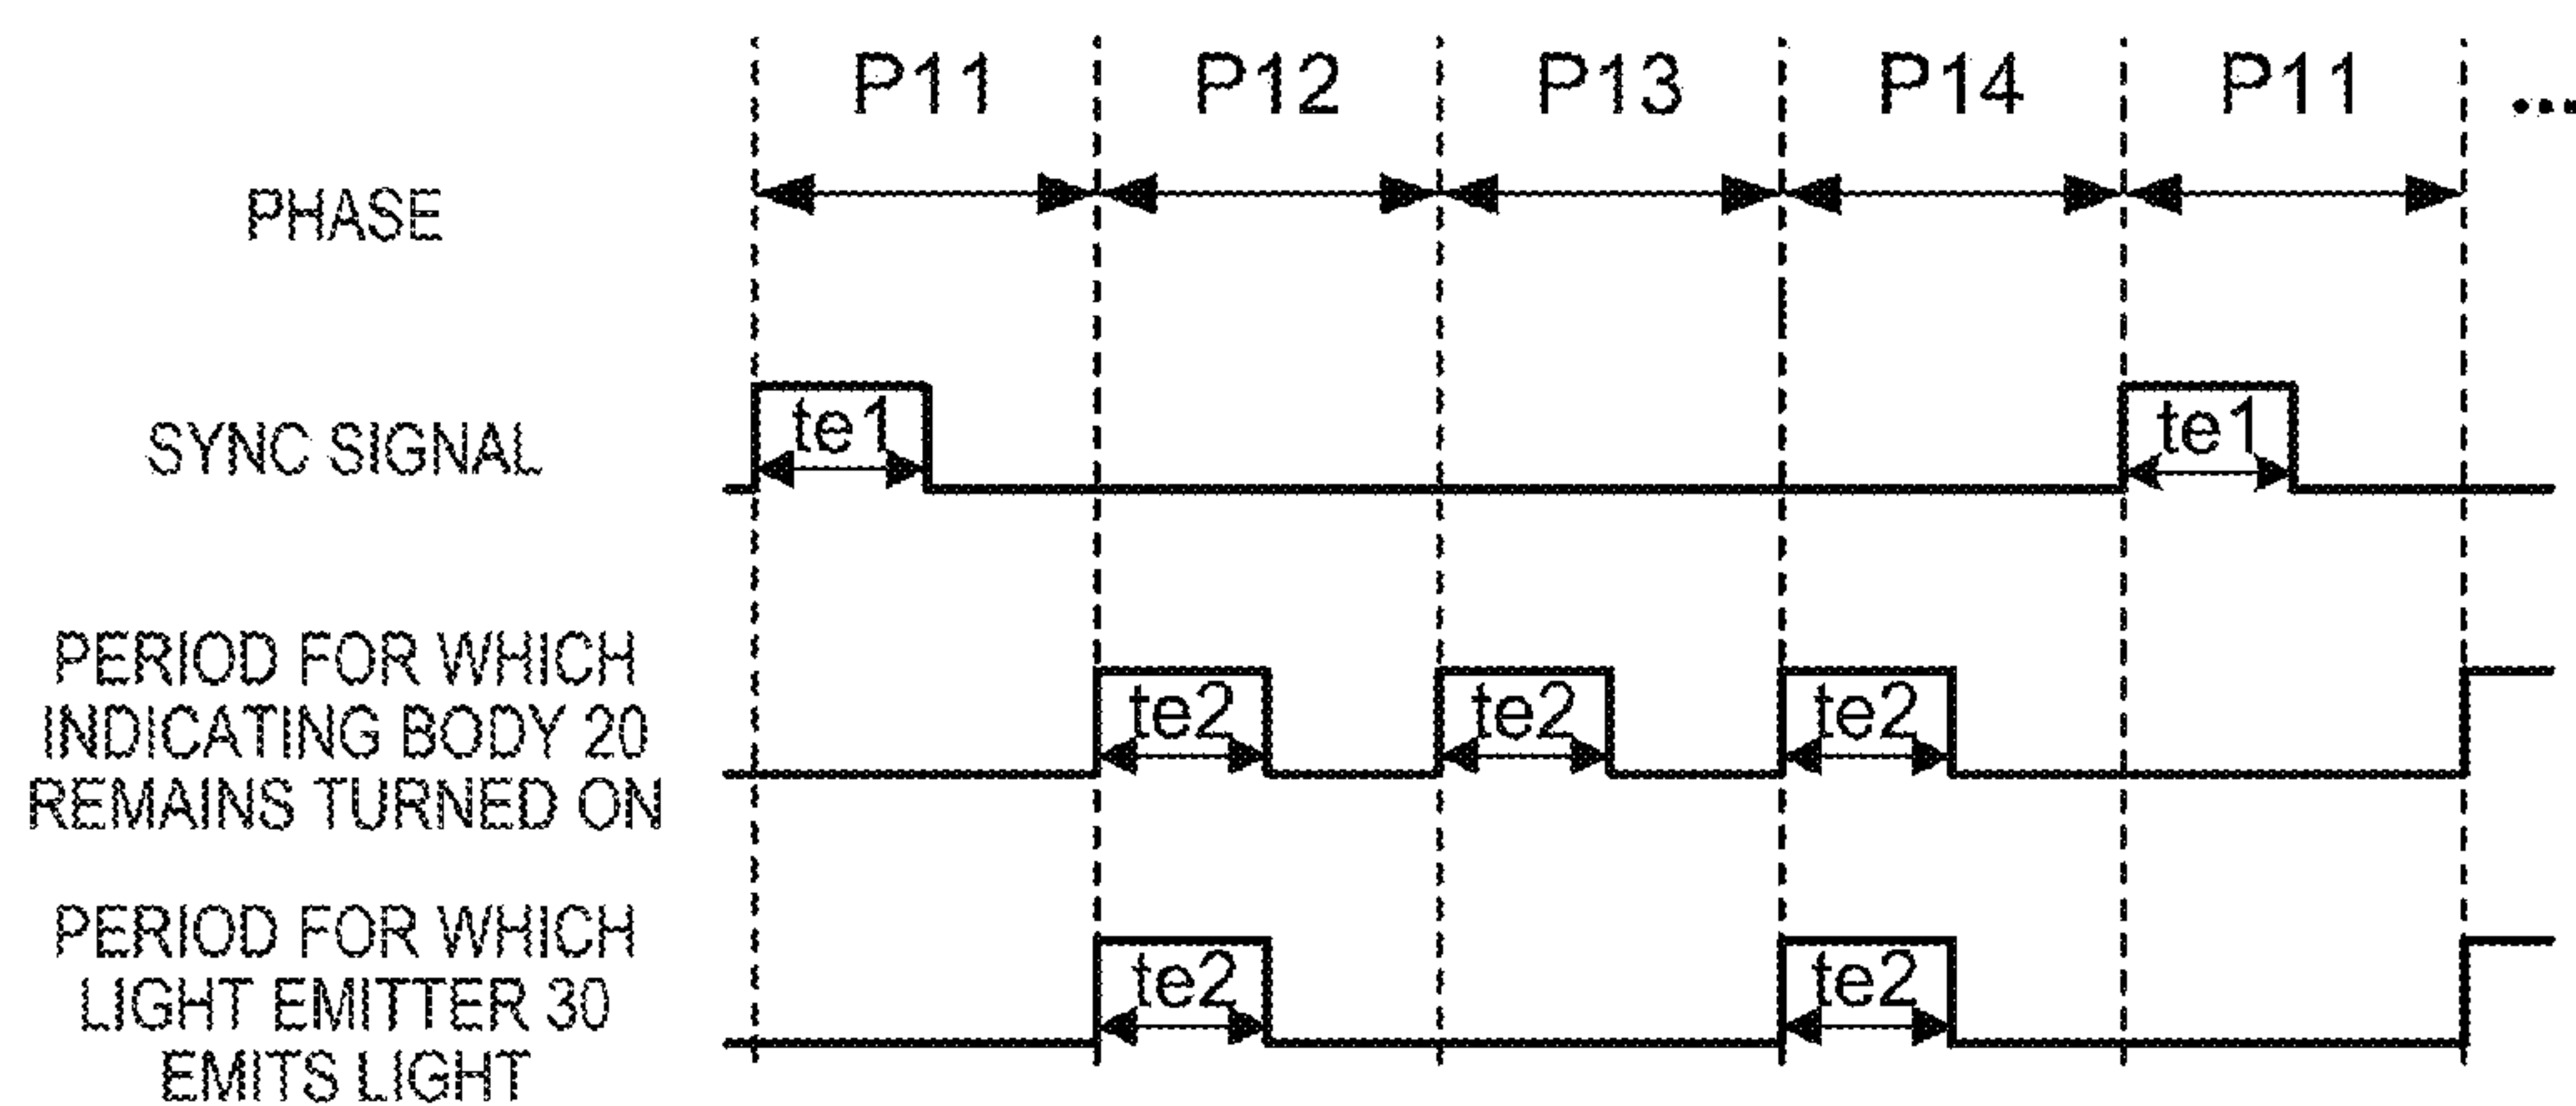 P11 P12 P13 P14 P11 ...
PHASE
te1 te1
SYNC SIGNAL
PERIOD FOR WHICH
INDICATING BODY 20
REMAINS TURNED ON
te2 te2 te2
PERIOD FOR WHICH
LIGHT EMITTER 30
EMITS LIGHT
te2 te2